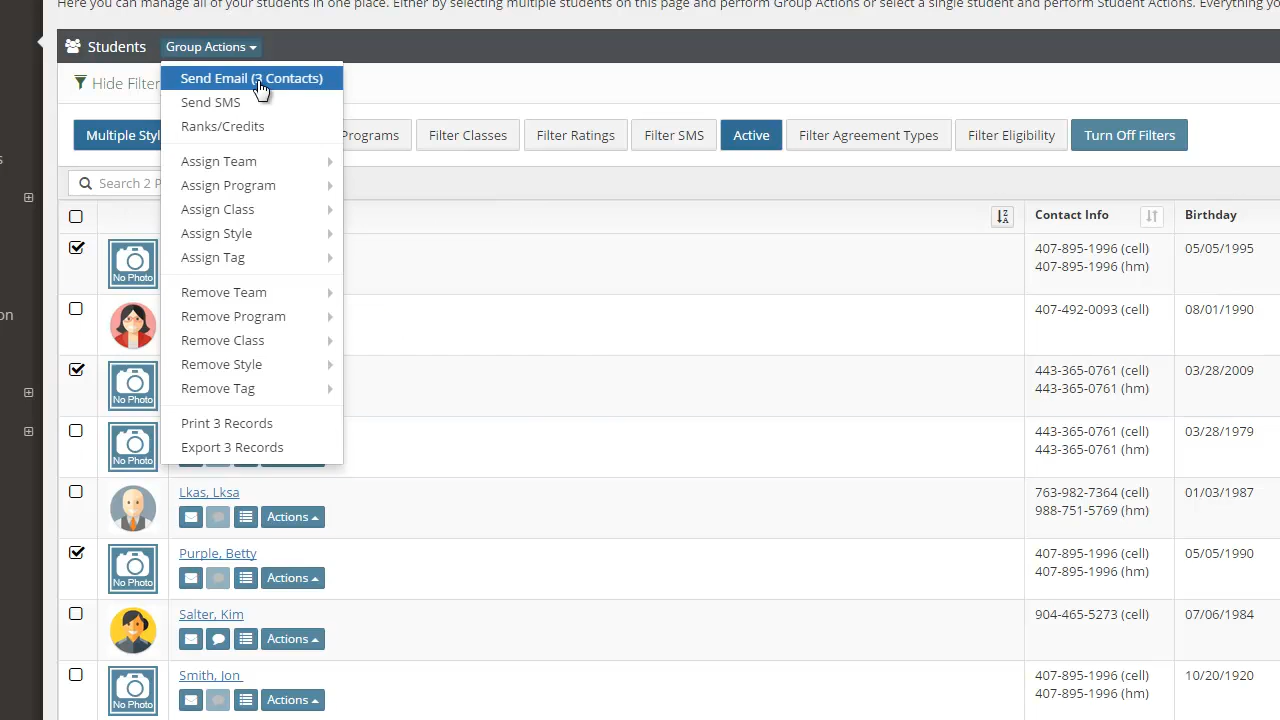 Here you can manage all of your students in one place. Either by selecting multiple students on this page and perform Group Actions or select a single student and perform Student Actions. Everything
Students Group Actions
Hide Filter
Send Email (3 Contacts)
Send SMS
Ranks/Credits
Assign Team
Assign Program
Assign Class
Assign Style
Assign Tag
Remove Team
Remove Program
Remove Class
Remove Style
Remove Tag
Print 3 Records
Export 3 Records
Multiple Styl Programs Filter Classes Filter Ratings Filter SMS Active Filter Agreement Types Filter Eligibility Turn Off Filters
Search 2 P
Contact Info Birthday
No Photo 407-895-1996 (cell) 05/05/1995
407-895-1996 (hm)
407-492-0093 (cell) 08/01/1990
No Photo 443-365-0761 (cell) 03/28/2009
443-365-0761 (hm)
No Photo 443-365-0761 (cell) 03/28/1979
443-365-0761 (hm)
Lkas, Lksa 763-982-7364 (cell) 01/03/1987
988-751-5769 (hm)
Actions
Purple, Betty 407-895-1996 (cell) 05/05/1990
407-895-1996 (hm)
No Photo Actions
Salter, Kim 904-465-5273 (cell) 07/06/1984
Actions
Smith, Jon 407-895-1996 (cell) 10/20/1920
407-895-1996 (hm)
No Photo Actions